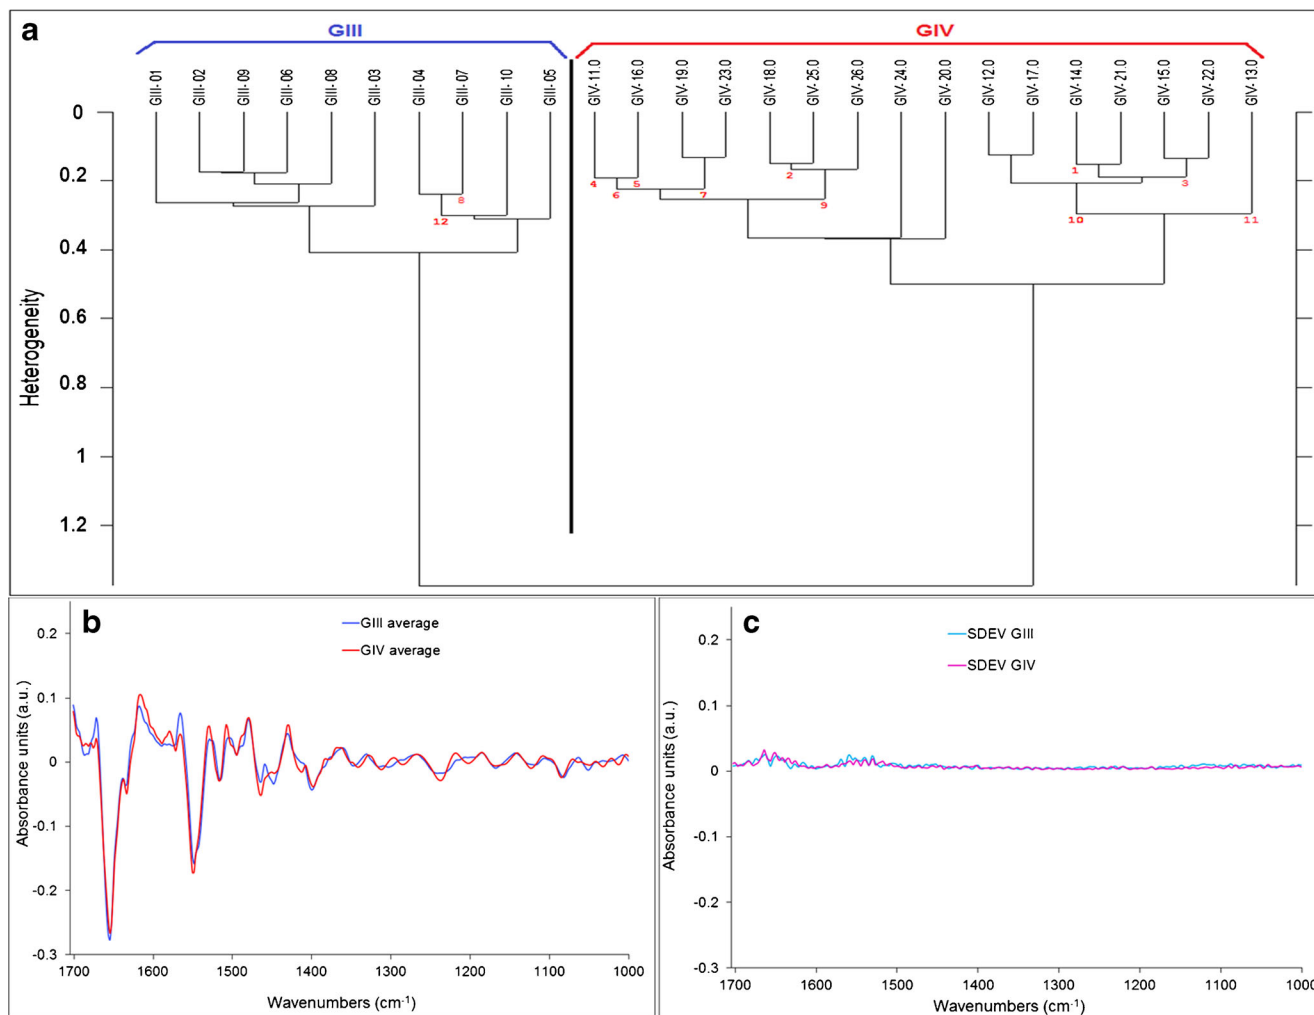 a
GIII
GIV
GIII- 01
GIII- 02
GIII- 09
GIII- 06
GIII- 08
GIII- 03
GIII- 04
GIII- 07
GIII- 10
GIII- 05
GIV- 11.0
GIV- 16.0
GIV- 19.0
GIV- 23.0
GIV- 18.0
GIV- 25.0
GIV- 26.0
GIV- 24.0
GIV- 20.0
GIV- 12.0
GIV- 17.0
GIV- 14.0
GIV- 21.0
GIV- 15.0
GIV- 22.0
GIV- 13.0
Heterogeneity
0
0.2
0.4
0.6
0.8
1
1.2
8
12
4
5
6
7
2
9
1
3
10
11
b
GIII average
GIV average
Absorbance units (a.u.)
0.2
0.1
0
-0.1
-0.2
-0.3
1700 1600 1500 1400 1300 1200 1100 1000
Wavenumbers (cm-1)
c
SDEV GIII
SDEV GIV
Absorbance units (a.u.)
0.2
0.1
0
-0.1
-0.2
-0.3
1700 1600 1500 1400 1300 1200 1100 1000
Wavenumbers (cm-1)